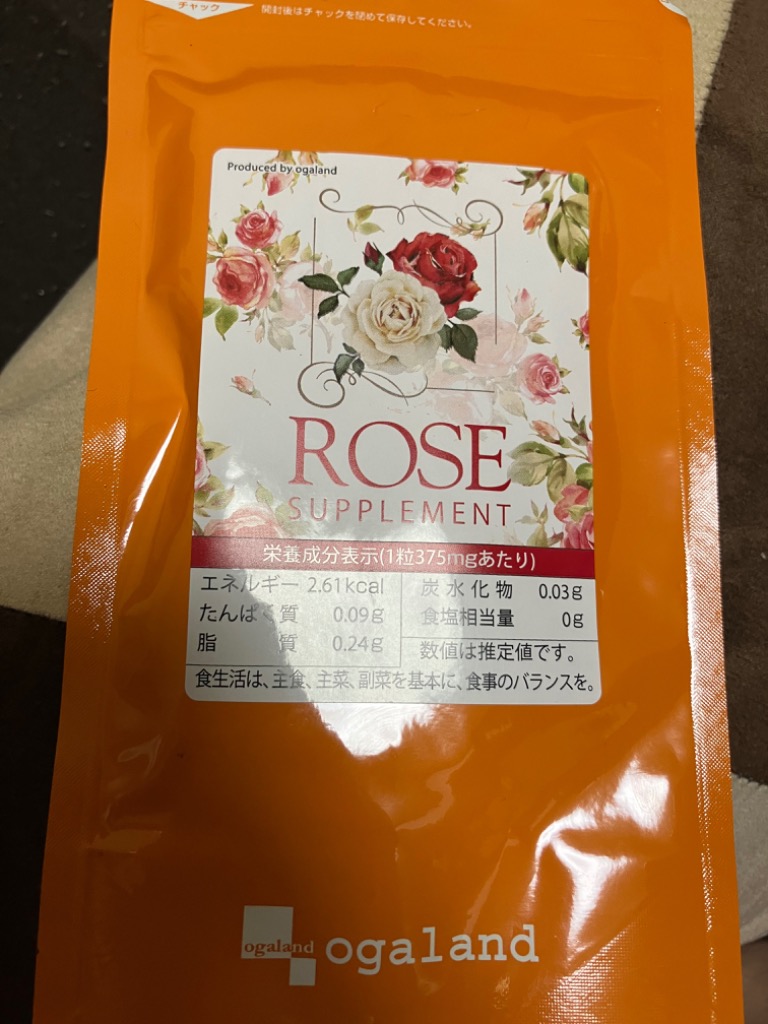 チャック
開封後はチャックを閉めて保存してください。
Produced by ogaland
ROSE
SUPPLEMENT
栄養成分表示(1粒375mgあたり)
エネルギー 2.61kcal
たんぱく質 0.09g
脂質 0.24g
炭水化物 0.03g
食塩相当量 0g
数値は推定値です。
食生活は、主食、主菜、副菜を基本に、食事のバランスを。
ogaland
ogaland